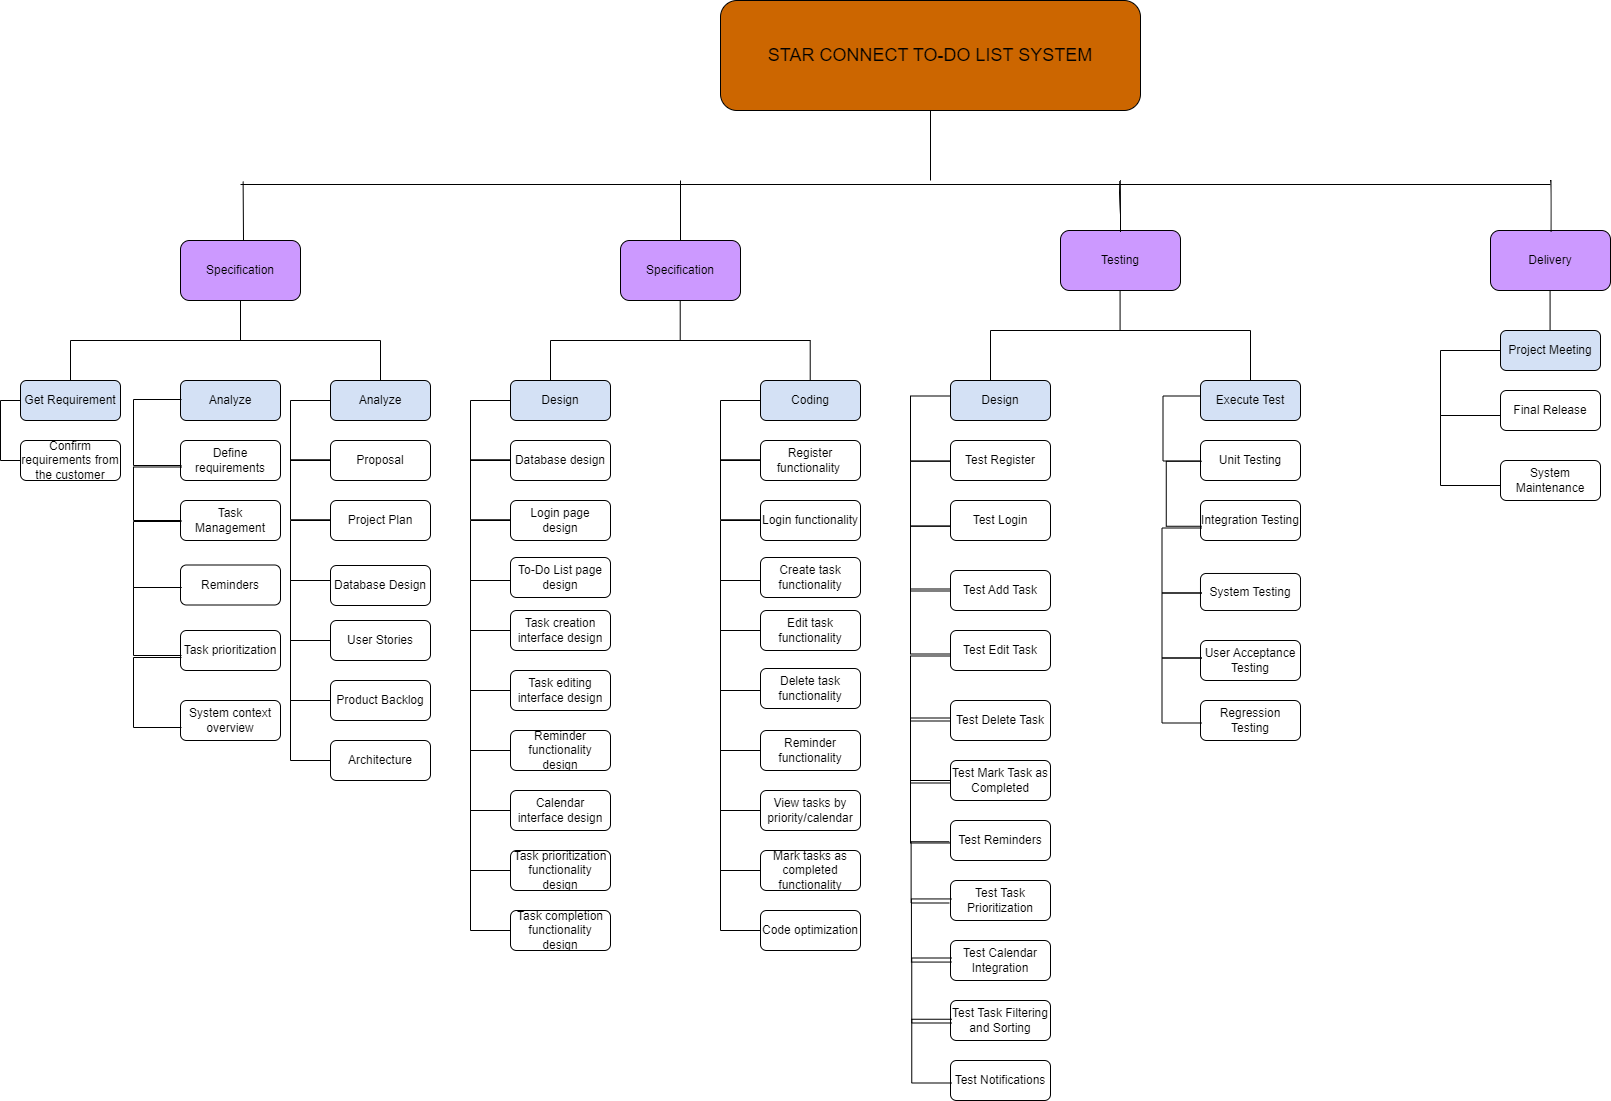 STAR CONNECT TO-DO LIST SYSTEM
Specification
Get Requirement
Confirm
requirements from
the customer
Analyze
Define
requirements
Task
Management
Reminders
Task prioritization
System context
overview
Analyze
Proposal
Project Plan
Database Design
User Stories
Product Backlog
Architecture
Specification
Design
Database design
Login page
design
To-Do List page
design
Task creation
interface design
Task editing
interface design
Reminder
functionality
design
Calendar
interface design
Task prioritization
functionality
design
Task completion
functionality
design
Coding
Register
functionality
Login functionality
Create task
functionality
Edit task
functionality
Delete task
functionality
Reminder
functionality
View tasks by
priority/calendar
Mark tasks as
completed
functionality
Code optimization
Testing
Design
Test Register
Test Login
Test Add Task
Test Edit Task
Test Delete Task
Test Mark Task as
Completed
Test Reminders
Test Task
Prioritization
Test Calendar
Integration
Test Task Filtering
and Sorting
Test Notifications
Execute Test
Unit Testing
Integration Testing
System Testing
User Acceptance
Testing
Regression
Testing
Delivery
Project Meeting
Final Release
System
Maintenance